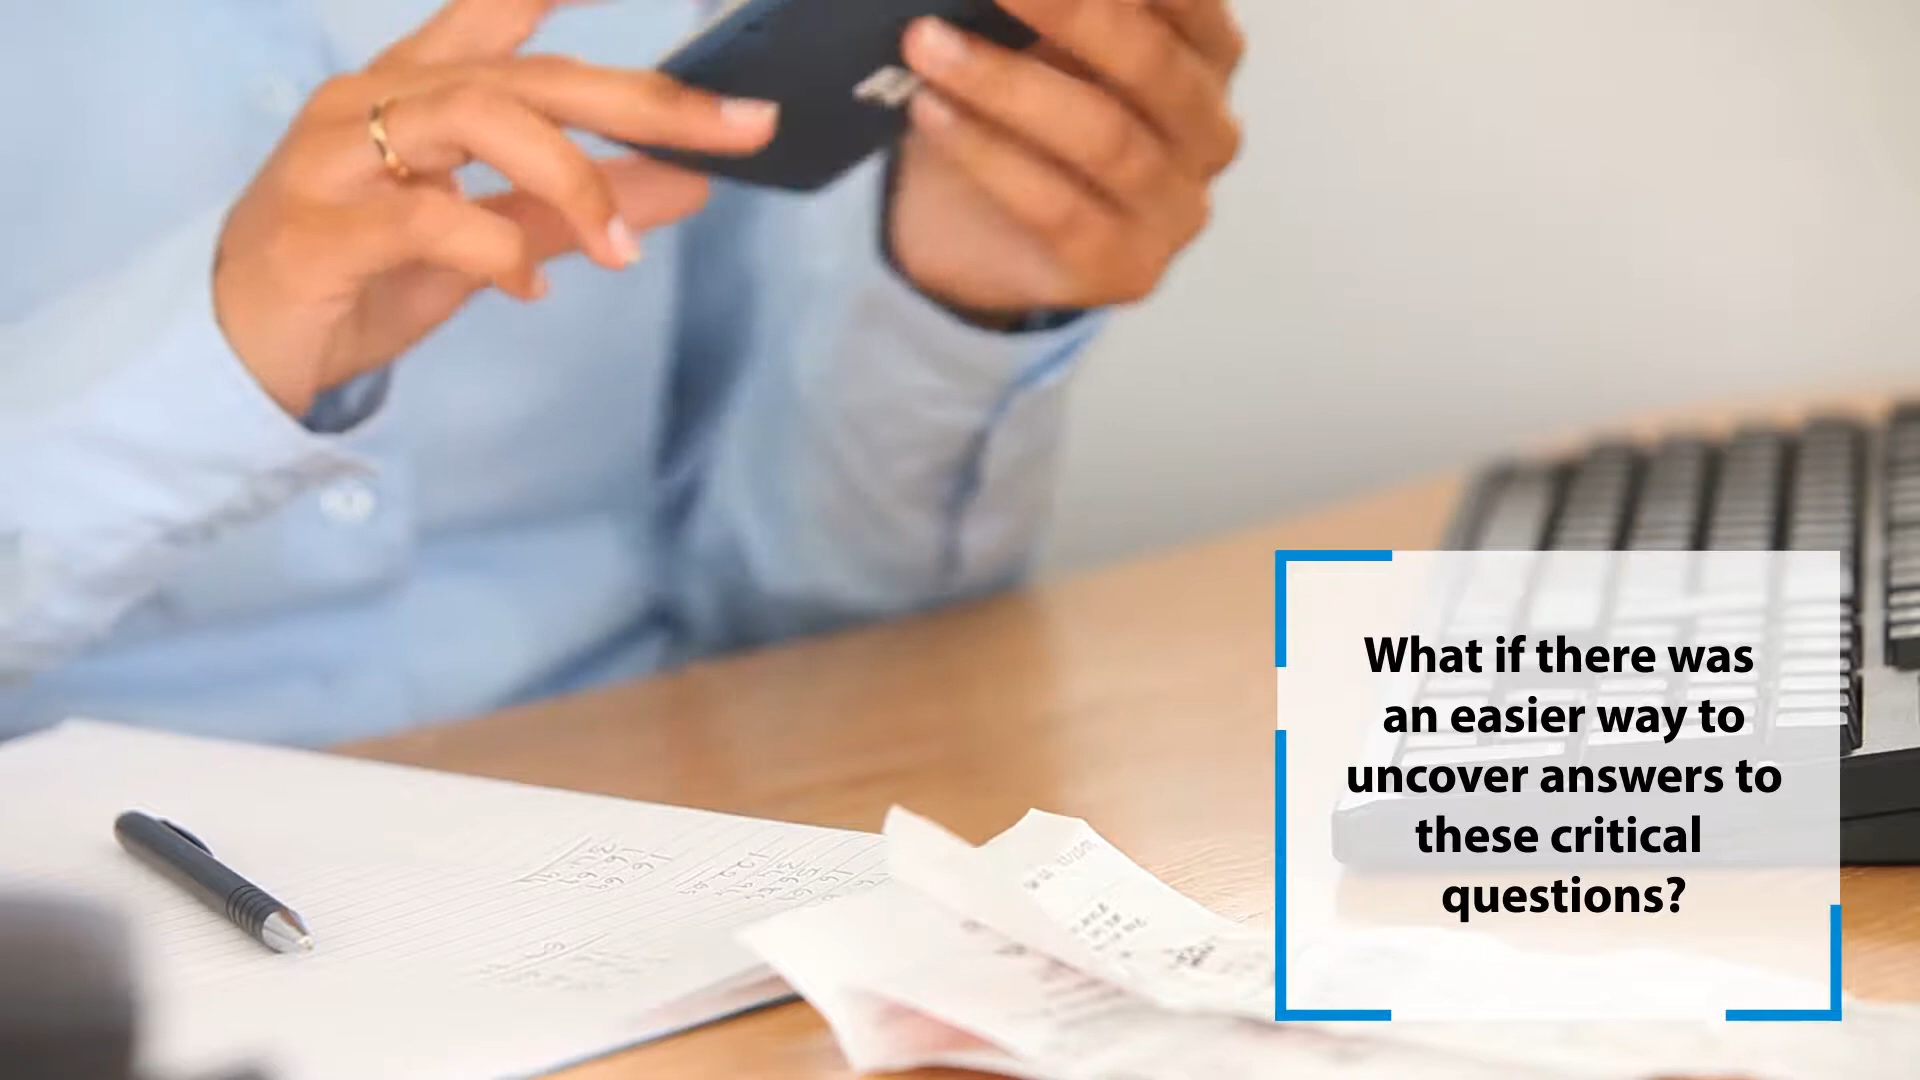 What if there was
an easier way to
uncover answers to
these critical
questions?